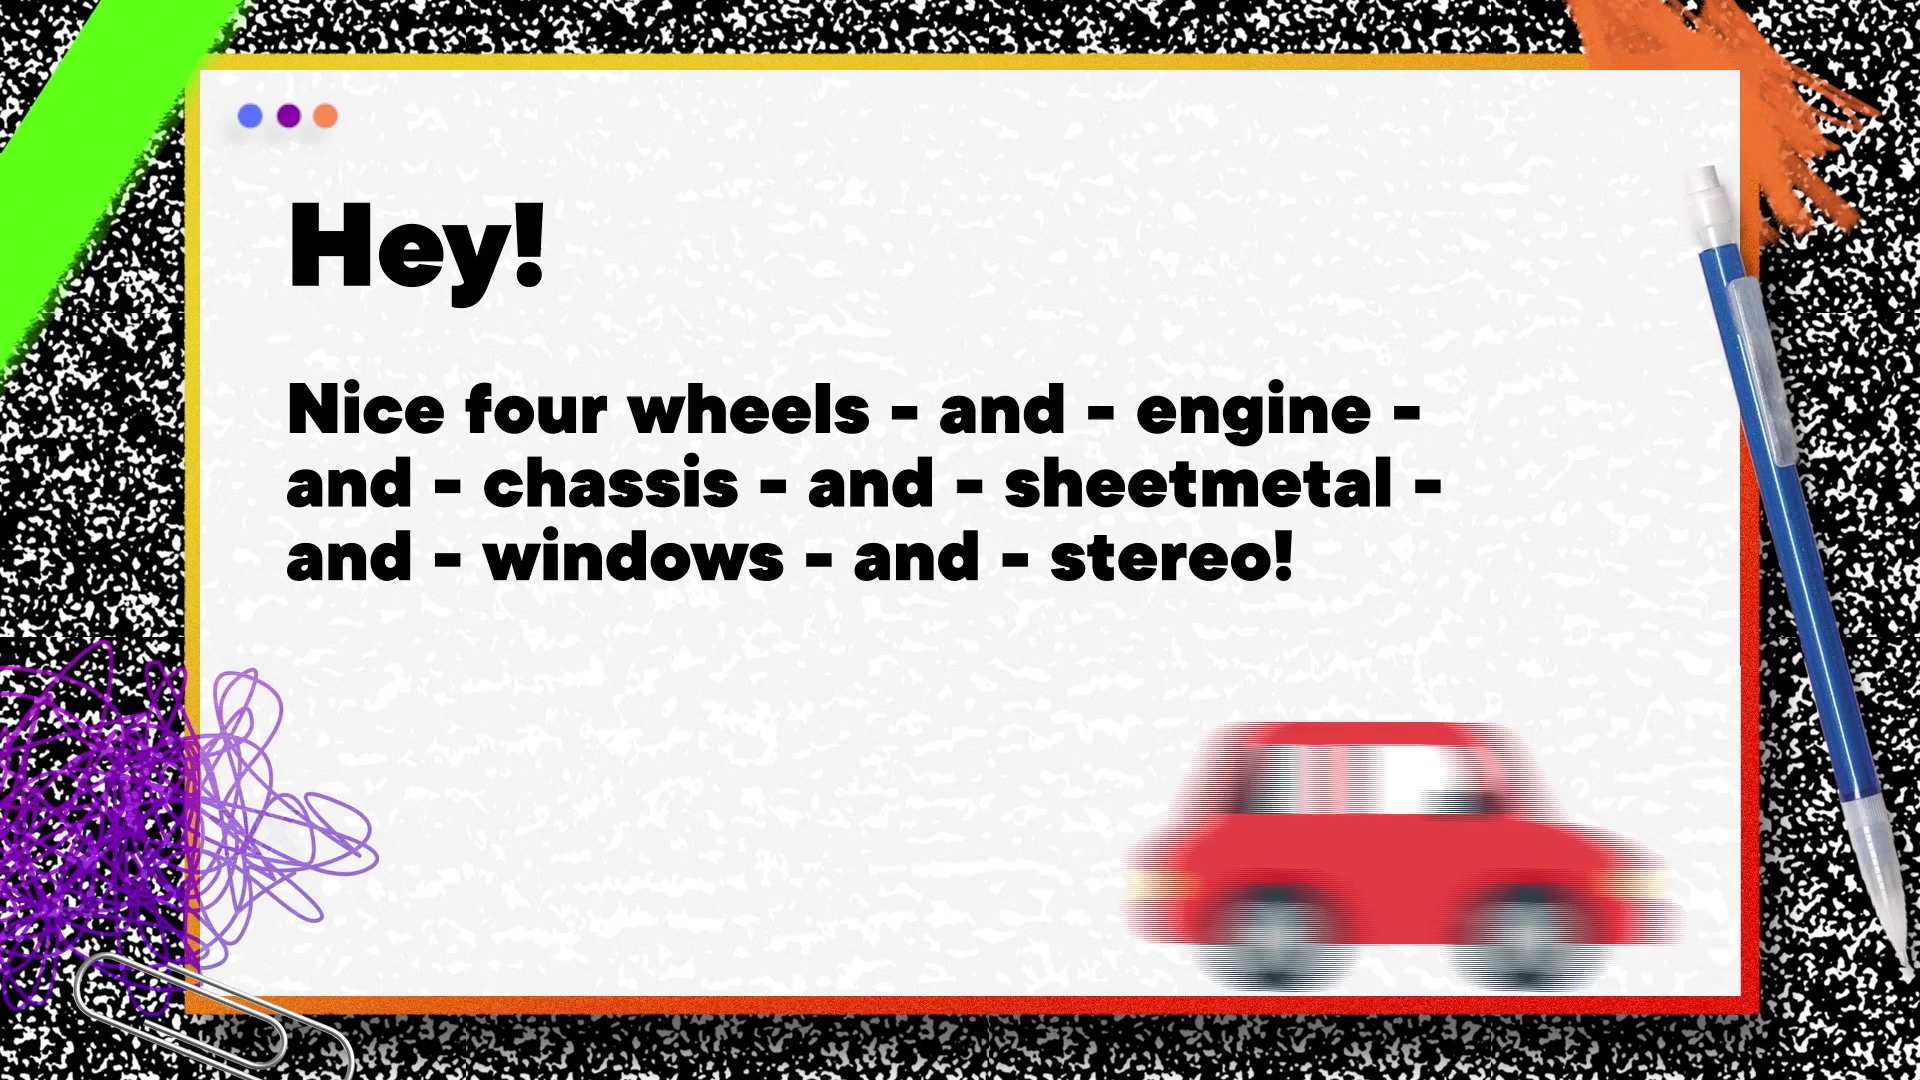 Hey!
Nice four wheels - and - engine -
and - chassis - and - sheetmetal -
and - windows - and - stereo!